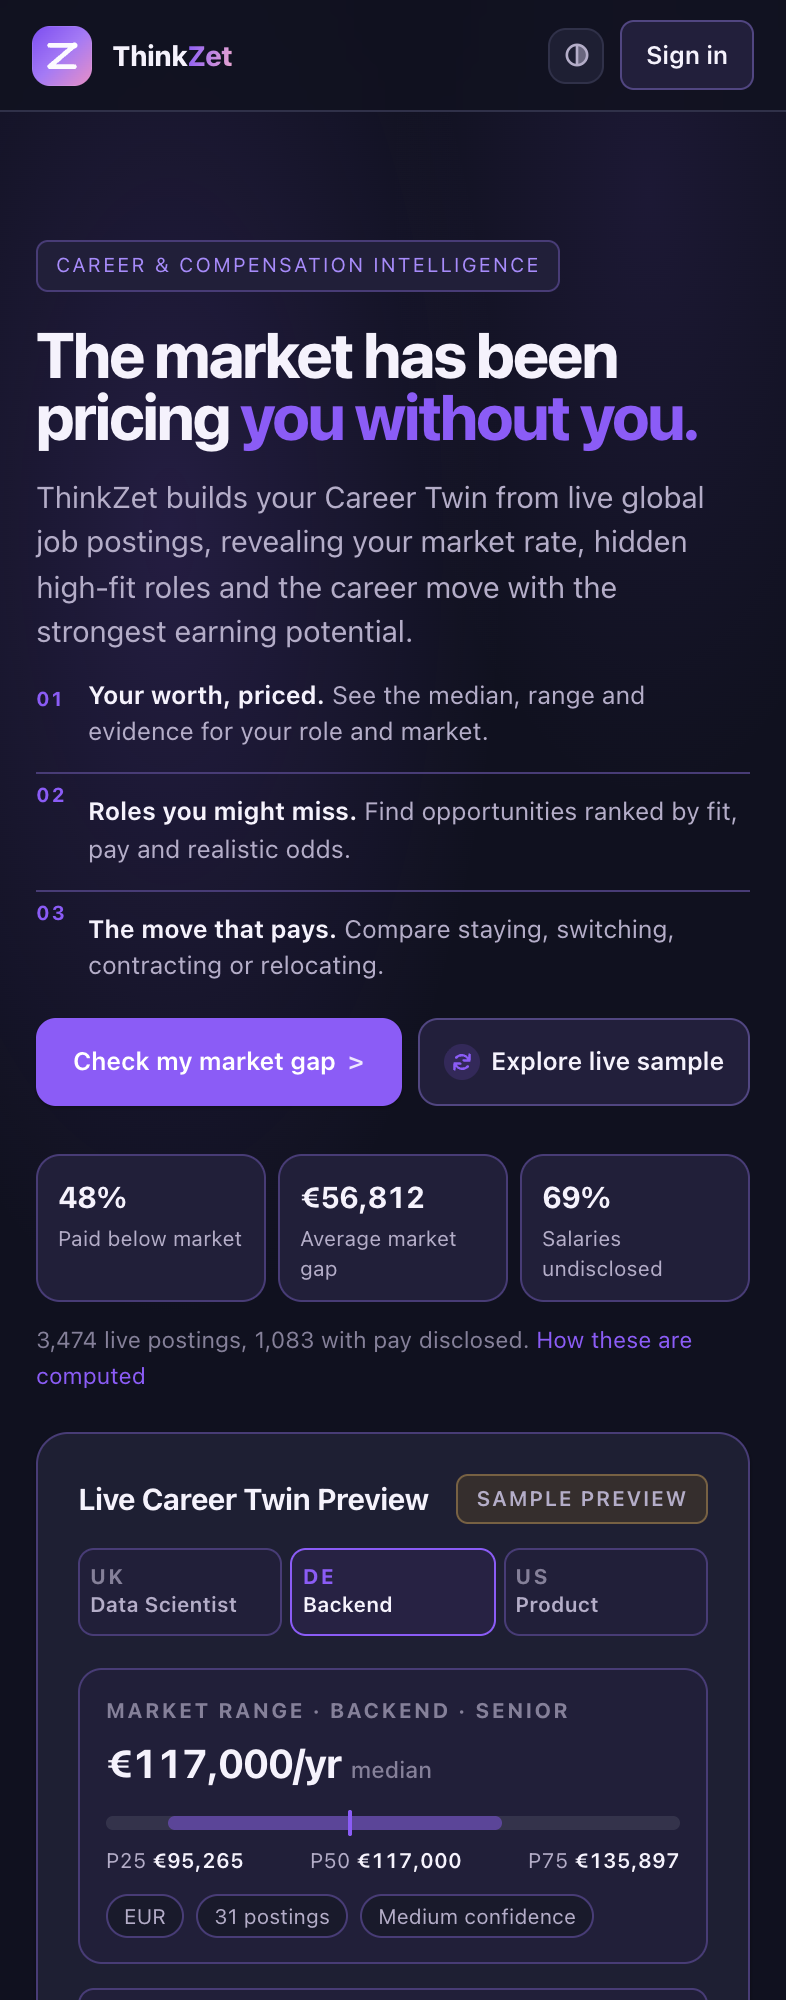 ThinkZet
Sign in
CAREER & COMPENSATION INTELLIGENCE
The market has been
pricing you without you.
ThinkZet builds your Career Twin from live global
job postings, revealing your market rate, hidden
high-fit roles and the career move with the
strongest earning potential.
01 Your worth, priced. See the median, range and
evidence for your role and market.
02 Roles you might miss. Find opportunities ranked by fit,
pay and realistic odds.
03 The move that pays. Compare staying, switching,
contracting or relocating.
Check my market gap >
Explore live sample
48%
Paid below market
€56,812
Average market
gap
69%
Salaries
undisclosed
3,474 live postings, 1,083 with pay disclosed. How these are
computed
Live Career Twin Preview
SAMPLE PREVIEW
UK
Data Scientist
DE
Backend
US
Product
MARKET RANGE · BACKEND · SENIOR
€117,000/yr median
P25 €95,265 P50 €117,000 P75 €135,897
EUR 31 postings Medium confidence